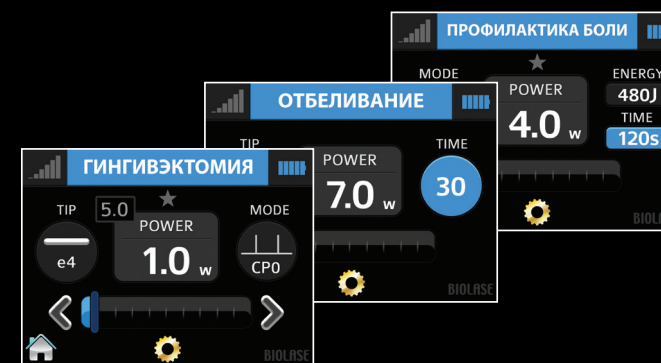 ПРОФИЛАКТИКА БОЛИ
MODE
POWER
4.0 w
ENERGY
480J
TIME
120s
ОТБЕЛИВАНИЕ
TIP
POWER
7.0 w
TIME
30
BIOLASE
ГИНГИВЭКТОМИЯ
TIP
5.0
POWER
1.0 w
MODE
e4
CP0
BIOLASE